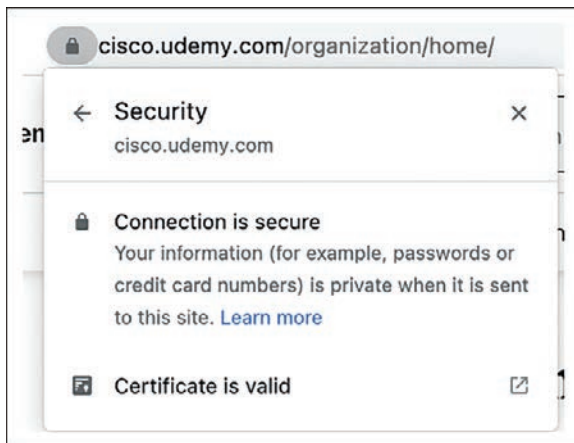 cisco.udemy.com/organization/home/
Security
cisco.udemy.com
en
Connection is secure
Your information (for example, passwords or
credit card numbers) is private when it is sent
to this site. Learn more
Certificate is valid